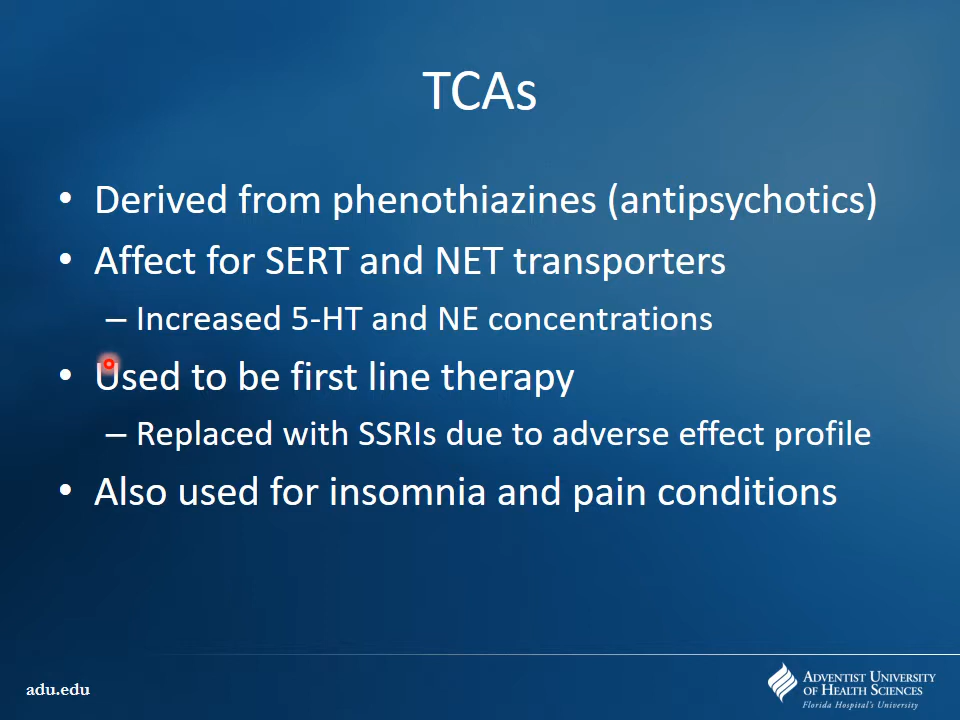 TCAs
• Derived from phenothiazines (antipsychotics)
• Affect for SERT and NET transporters
– Increased 5-HT and NE concentrations
• Used to be first line therapy
– Replaced with SSRIs due to adverse effect profile
• Also used for insomnia and pain conditions
adu.edu
ADVENTIST UNIVERSITY
OF HEALTH SCIENCES
Florida Hospital's University